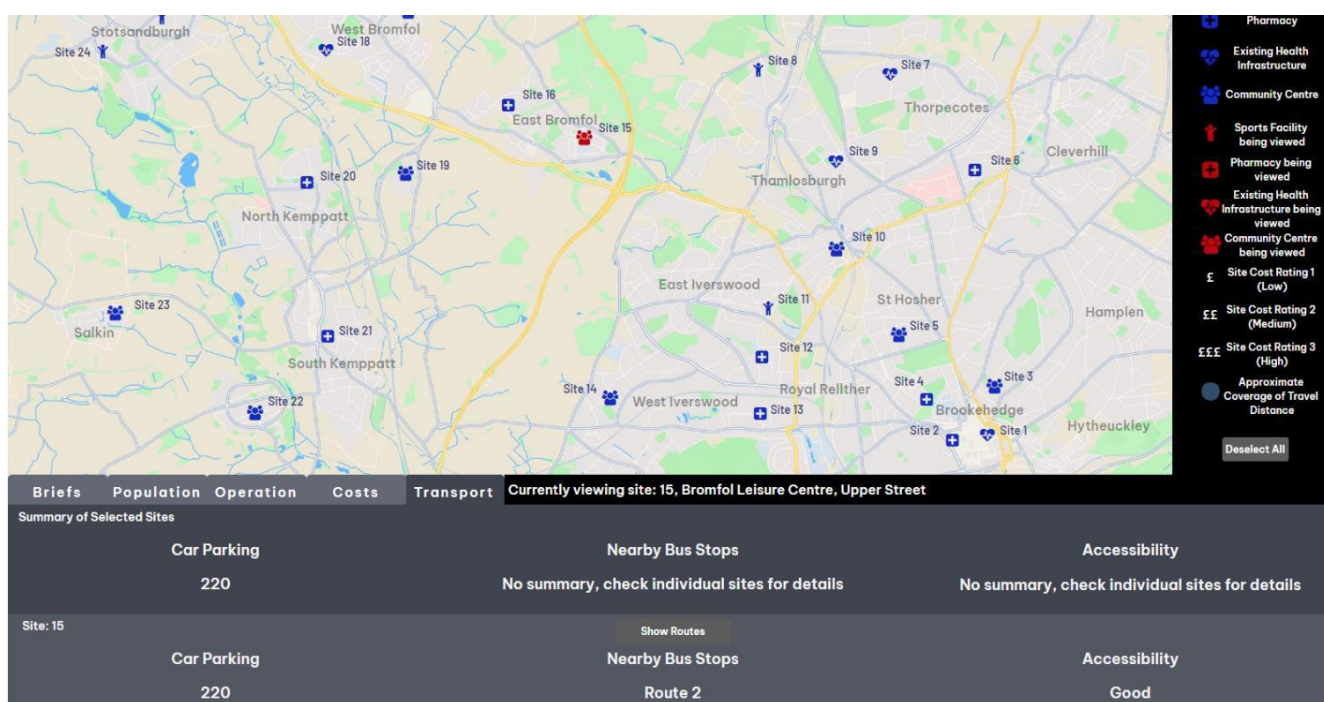 Stotsandburgh
West Bromfol
Site 24
Site 18
Site 8
Site 7
Site 16
East Bromfol
Site 15
Thorpecotes
Cleverhill
Site 9
Site 6
Thamlosburgh
Site 19
Site 20
North Kemppatt
Site 10
East Iverswood
Site 11
St Hosher
Hamplen
Site 23
Salkin
Site 21
Site 5
Site 12
South Kemppatt
Site 14
Royal Rellther
Site 4
Site 3
Site 22
West Iverswood
Site 13
Brookehedge
Site 2
Site 1
Hytheuckley
Pharmacy
Existing Health
Infrastructure
Community Centre
Sports Facility
being viewed
Pharmacy being
viewed
Existing Health
Infrastructure being
viewed
Community Centre
being viewed
£ Site Cost Rating 1
(Low)
££ Site Cost Rating 2
(Medium)
£££ Site Cost Rating 3
(High)
Approximate
Coverage of Travel
Distance
Deselect All
Briefs Population Operation Costs Transport Currently viewing site: 15, Bromfol Leisure Centre, Upper Street
Summary of Selected Sites
Car Parking Nearby Bus Stops Accessibility
220 No summary, check individual sites for details No summary, check individual sites for details
Site: 15 Show Routes
Car Parking Nearby Bus Stops Accessibility
220 Route 2 Good